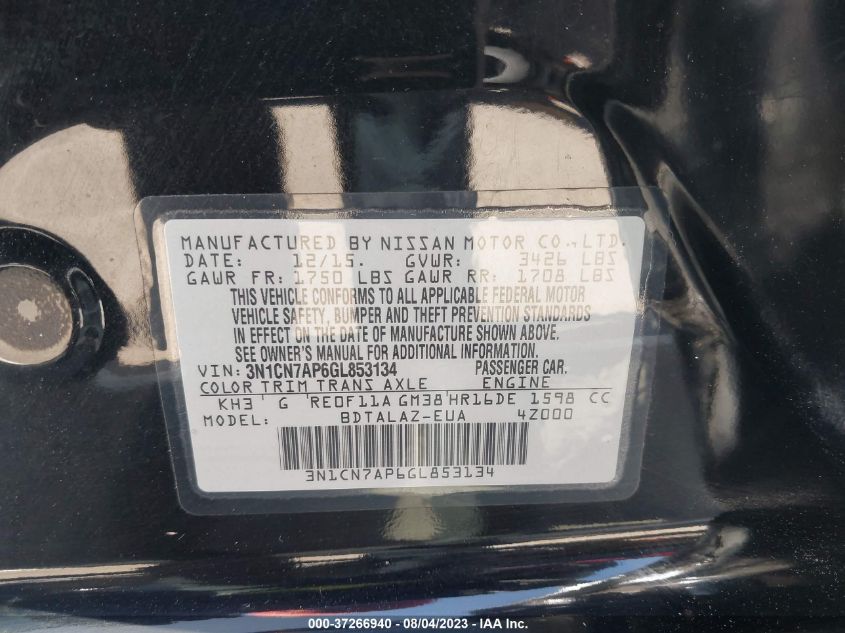 MANUFACTURED BY NISSAN MOTOR CO., LTD.
DATE: 12/15. GVWR: 3426 LBS
GAWR FR: 1750 LBS GAWR RR: 1708 LBS
THIS VEHICLE CONFORMS TO ALL APPLICABLE FEDERAL MOTOR
VEHICLE SAFETY, BUMPER AND THEFT PREVENTION STANDARDS
IN EFFECT ON THE DATE OF MANUFACTURE SHOWN ABOVE.
SEE OWNER'S MANUAL FOR ADDITIONAL INFORMATION.
VIN: 3N1CN7AP6GL853134 PASSENGER CAR.
COLOR TRIM TRANS AXLE ENGINE
KH3 G RE0F11A GM38 HR16DE 1598 CC
MODEL: BDTALAZ-EUA 4Z000
3N1CN7AP6GL853134
000-37266940 - 08/04/2023 - IAA Inc.